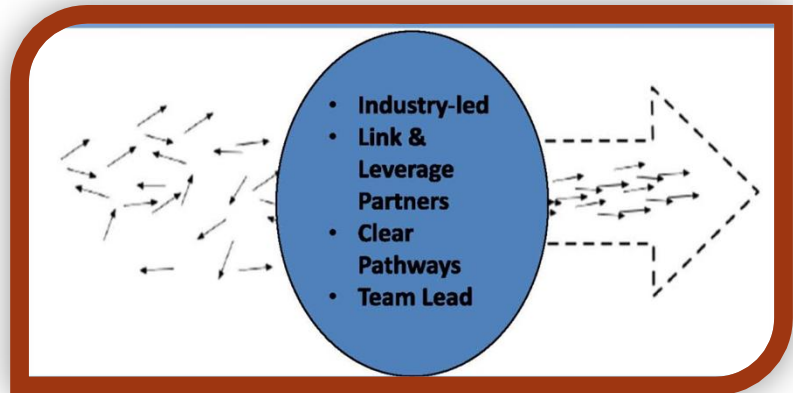 • Industry-led
• Link &
Leverage
Partners
• Clear
Pathways
• Team Lead